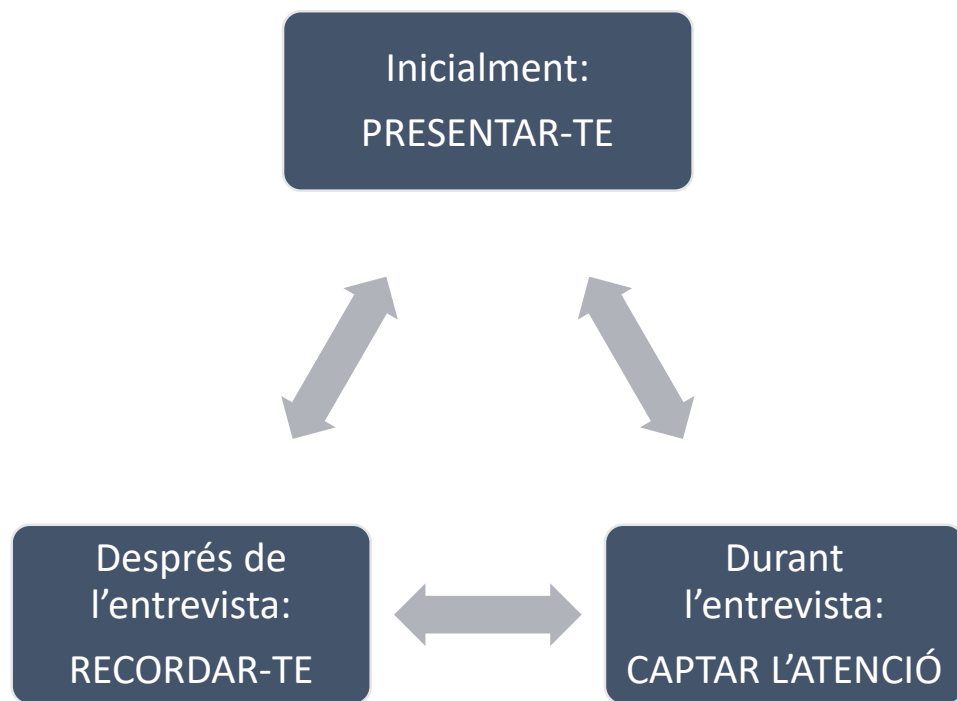 Inicialment:
PRESENTAR-TE
Després de
l’entrevista:
RECORDAR-TE
Durant
l’entrevista:
CAPTAR L’ATENCIÓ